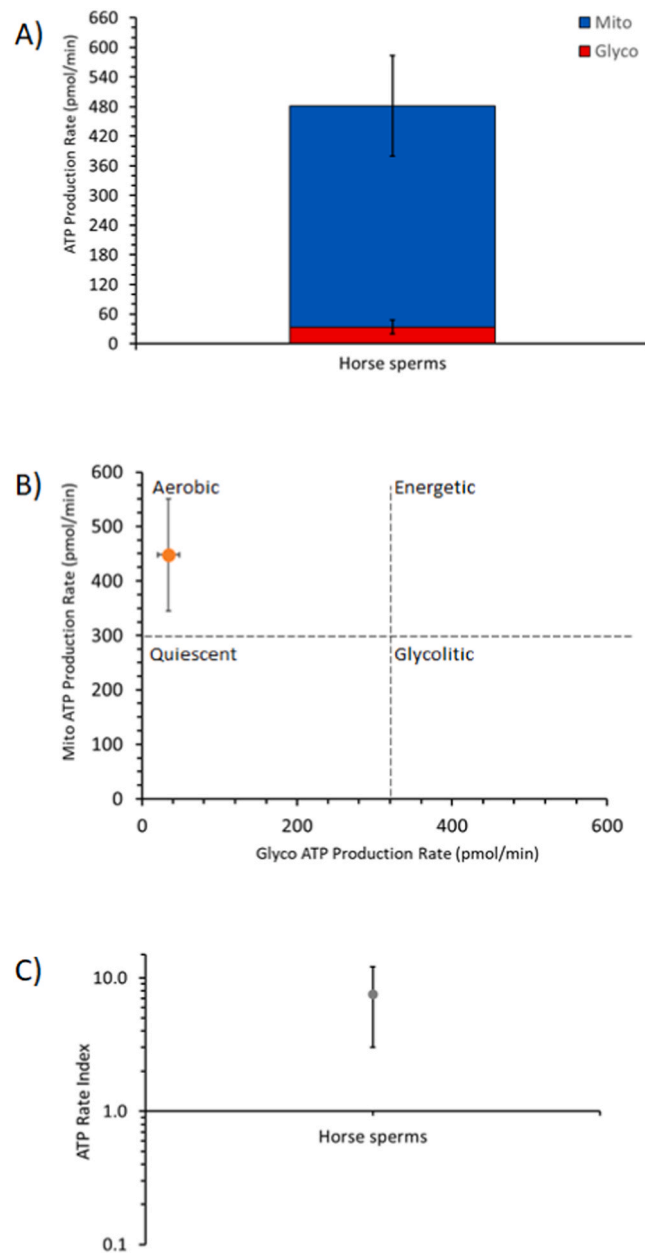 A)
ATP Production Rate (pmol/min)
660
600
540
480
420
360
300
240
180
120
60
0
Mito
Glyco
Horse sperms
B)
Mito ATP Production Rate (pmol/min)
600
500
400
300
200
100
0
Aerobic
Energetic
Quiescent
Glycolitic
0 200 400 600
Glyco ATP Production Rate (pmol/min)
C)
ATP Rate Index
10.0
1.0
0.1
Horse sperms